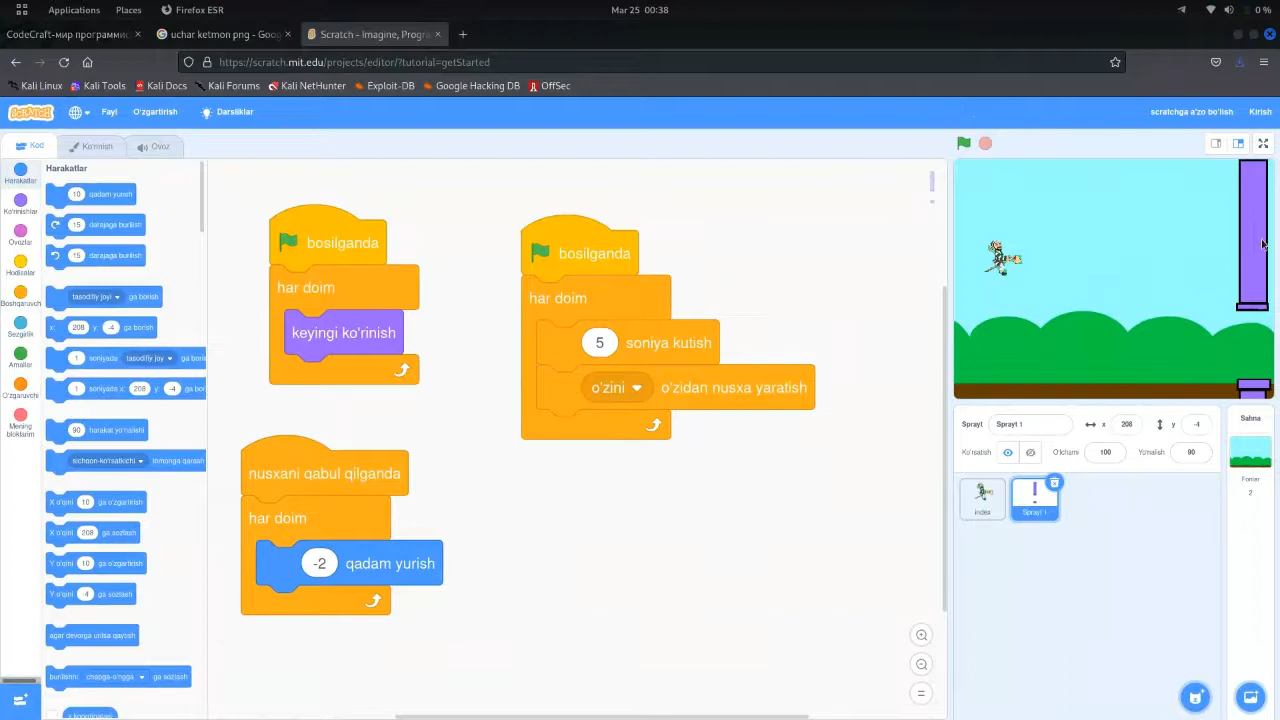 Applications Places Firefox ESR Mar 25 00:38 0 %
CodeCraft-мир программис × uchar ketmon png - Goog × Scratch - Imagine, Progra × +
https://scratch.mit.edu/projects/editor/?tutorial=getStarted
Kali Linux Kali Tools Kali Docs Kali Forums Kali NetHunter Exploit-DB Google Hacking DB OffSec
SCRATCH Fayl O'zgartirish Darsliklar scratchga a'zo bo'lish Kirish
Kod Ko'rinish Ovoz
Harakatlar
Ko'rinishlar
Ovozlar
Hodisalar
Boshqaruvchi
Sezgirlik
Amallar
O'zgaruvchi
Mening
bloklarim
Harakatlar
10 qadam yurish
15 darajaga burilish
15 darajaga burilish
tasodifiy joyi ga borish
x: 208 y: -4 ga borish
1 soniyada tasodifiy joy
1 soniyada x: 208 y: -4 ga bo
90 harakat yo'nalishi
sichqon-ko'rsatkichi tomonga qarash
X o'qini 10 ga o'zgartirish
X o'qini 208 ga sozlash
Y o'qini 10 ga o'zgartirish
Y o'qini -4 ga sozlash
agar devorga urilsa qaytish
burilishni chapga-o'ngga ga sozlash
x koordinatasi
bosilganda
har doim
keyingi ko'rinish
bosilganda
har doim
5 soniya kutish
o'zini o'zidan nusxa yaratish
nusxani qabul qilganda
har doim
-2 qadam yurish
Sprayt Sprayt 1 x 208 y -4
Ko'rsatish O'lchami 100 Yo'nalish 90
index
Sprayt 1
Sahna
Fonlar
2